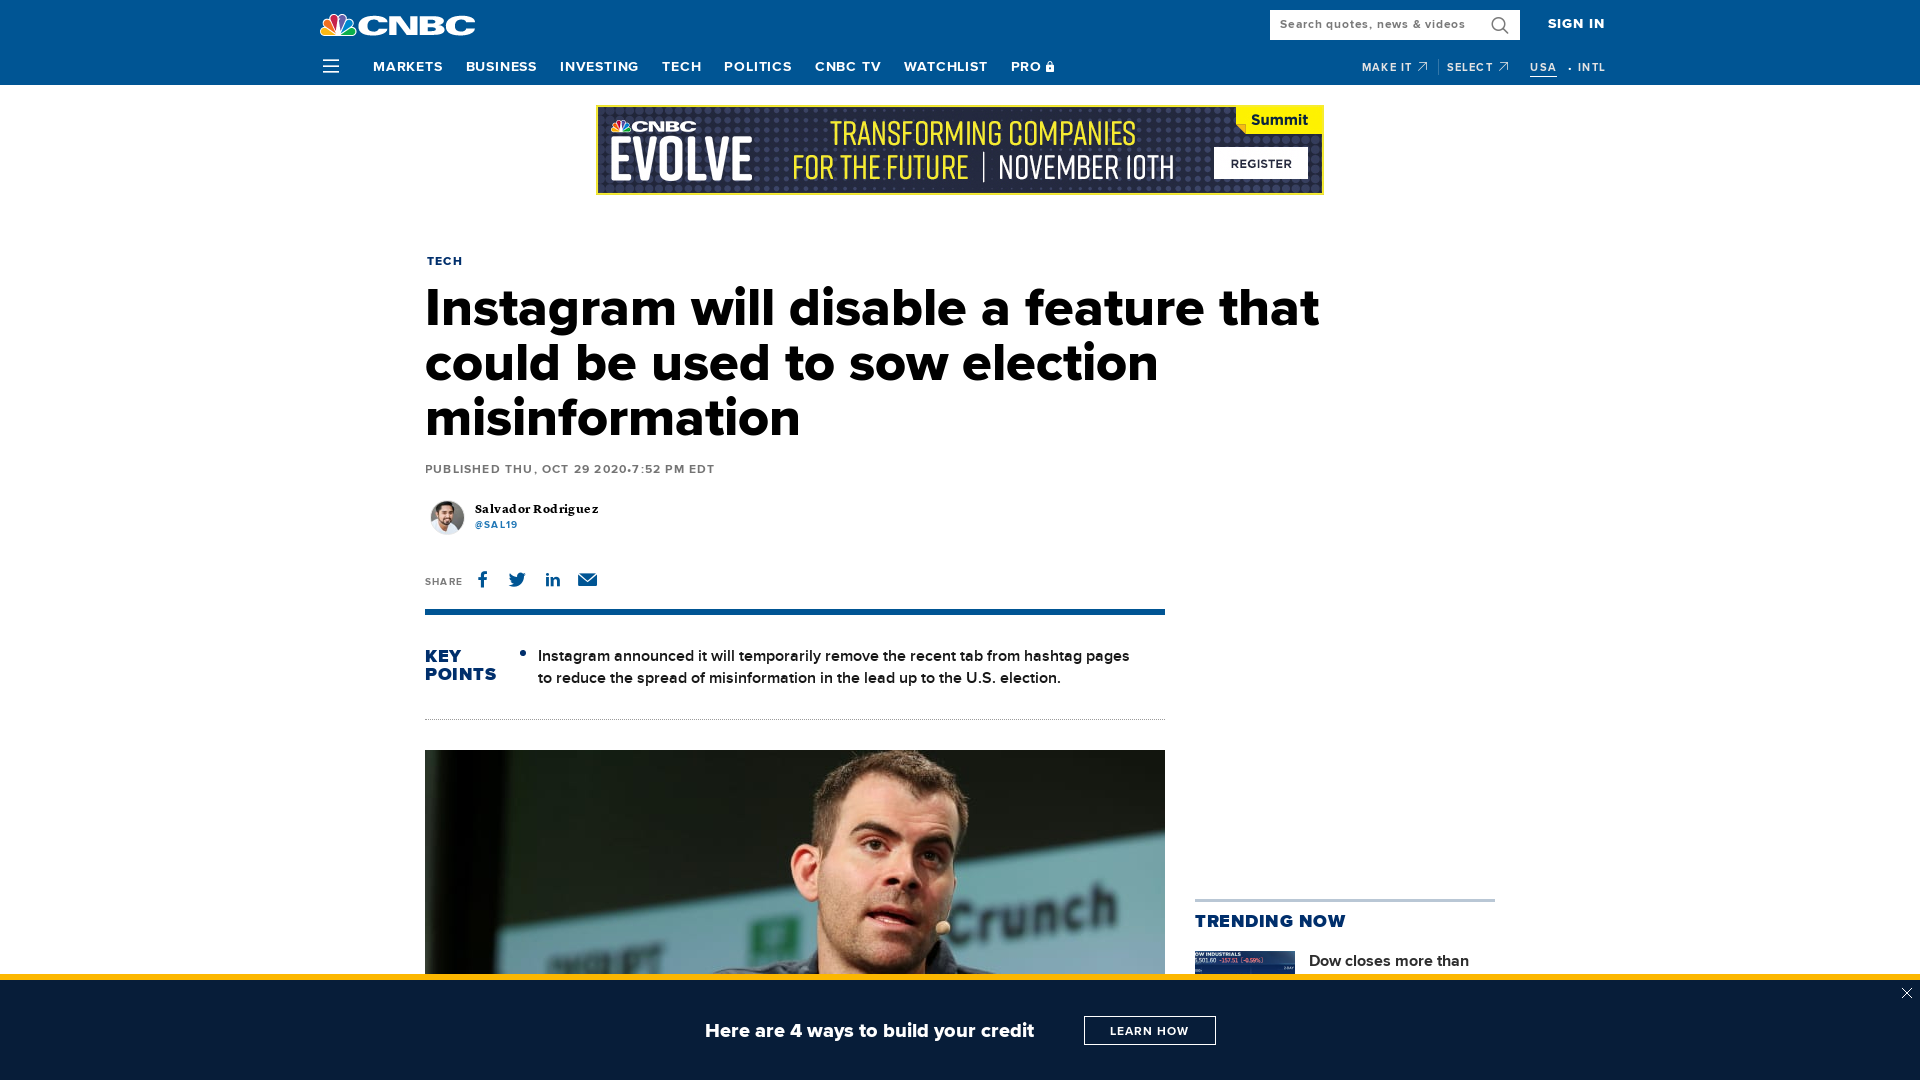 CNBC
Search quotes, news & videos
SIGN IN
MARKETS
BUSINESS
INVESTING
TECH
POLITICS
CNBC TV
WATCHLIST
PRO
MAKE IT
SELECT
USA
• INTL
CNBC
EVOLVE
TRANSFORMING COMPANIES
FOR THE FUTURE | NOVEMBER 10TH
Summit
REGISTER
TECH
Instagram will disable a feature that
could be used to sow election
misinformation
PUBLISHED THU, OCT 29 2020•7:52 PM EDT
Salvador Rodriguez
@SAL19
SHARE
KEY
POINTS
• Instagram announced it will temporarily remove the recent tab from hashtag pages
to reduce the spread of misinformation in the lead up to the U.S. election.
Crunch
TRENDING NOW
Dow closes more than
Here are 4 ways to build your credit
LEARN HOW